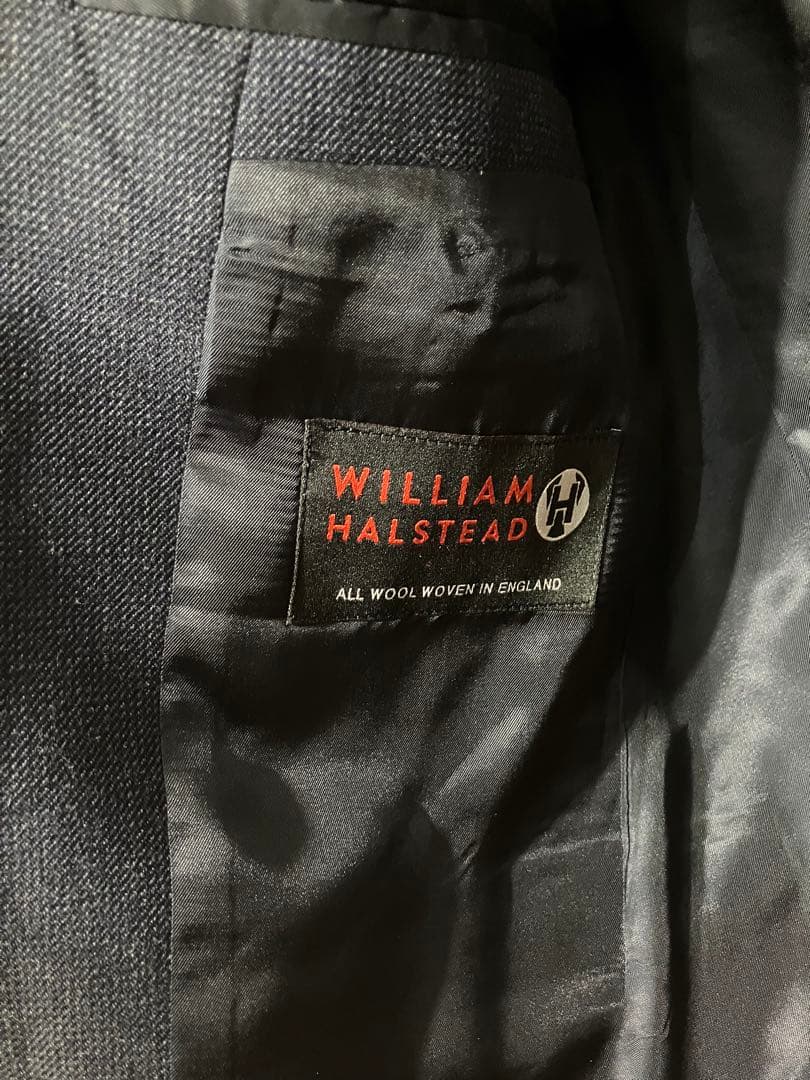 WILLIAM
HALSTEAD
H
ALL WOOL WOVEN IN ENGLAND